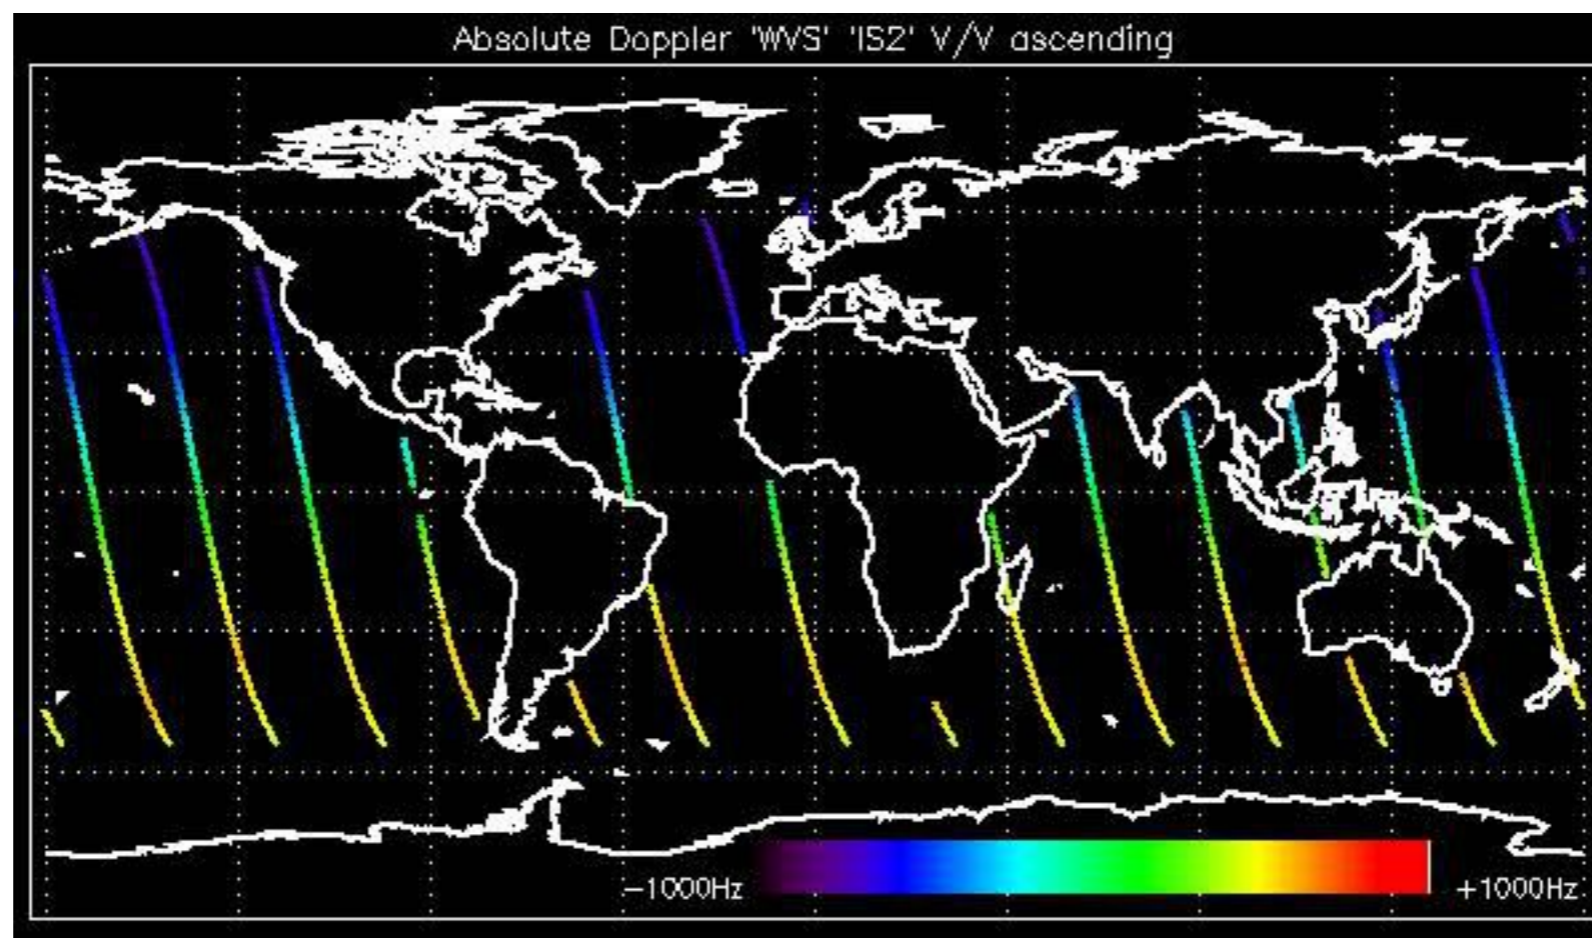 Absolute Doppler 'WVS' 'IS2' V/V ascending
-1000Hz +1000Hz